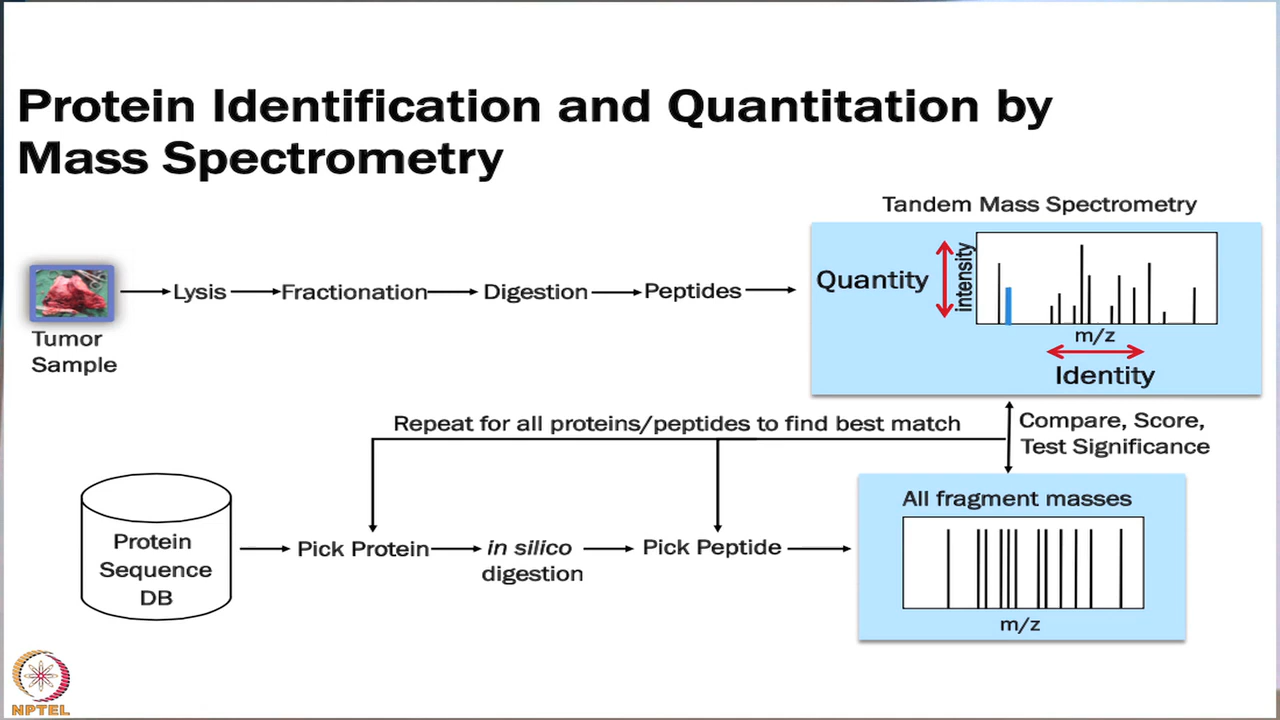 Protein Identification and Quantitation by
Mass Spectrometry
Tandem Mass Spectrometry
Tumor
Sample
Lysis
Fractionation
Digestion
Peptides
Quantity
intensity
m/z
Identity
Repeat for all proteins/peptides to find best match
Compare, Score,
Test Significance
Protein
Sequence
DB
Pick Protein
in silico
digestion
Pick Peptide
All fragment masses
m/z
NPTEL